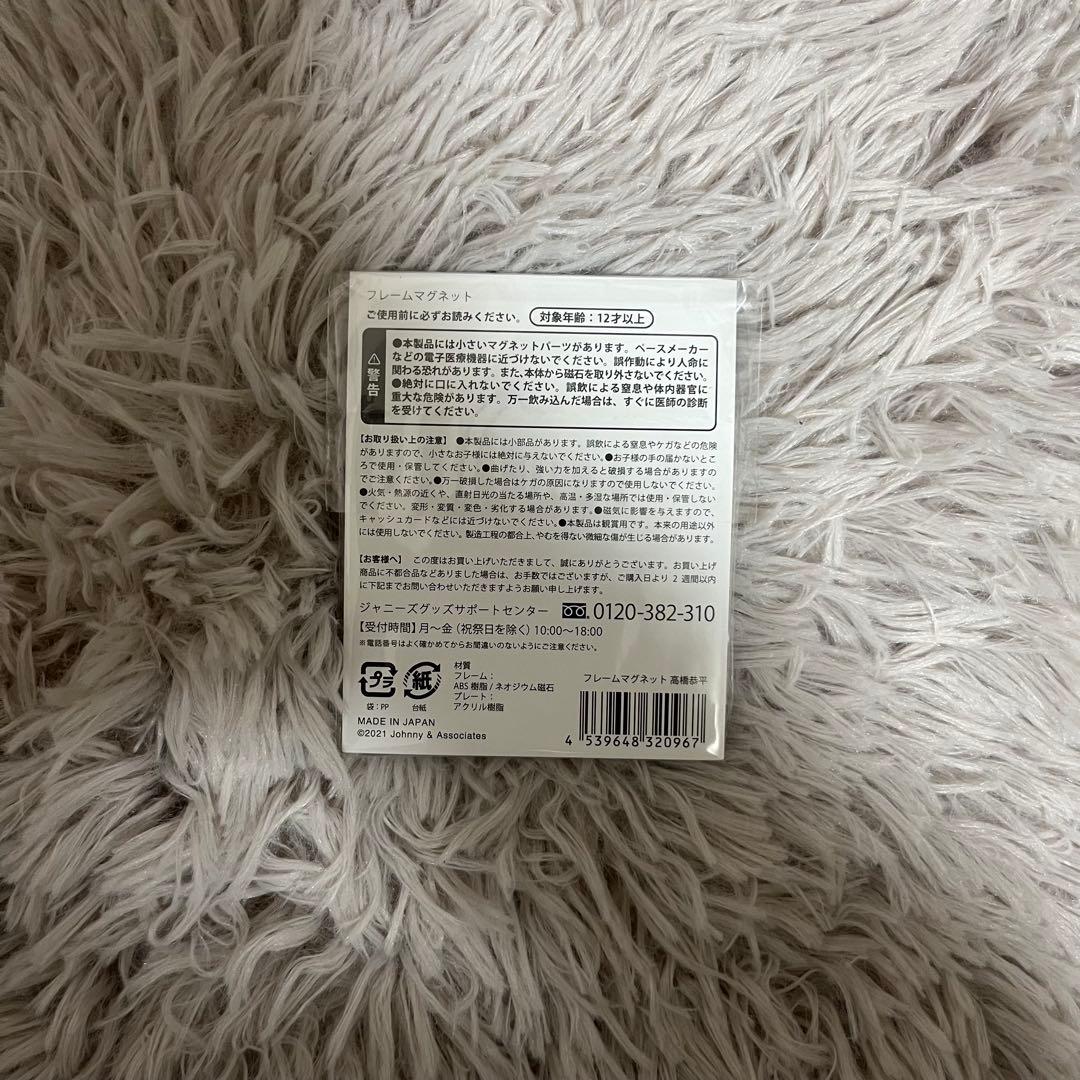 フレームマグネット
ご使用前に必ずお読みください。 対象年齢：12才以上
⚠警告
●本製品には小さいマグネットパーツがあります。ペースメーカー
などの電子医療機器に近づけないでください。誤作動により人命に
関わる恐れがあります。また、本体から磁石を取り外さないでください。
●絶対に口に入れないでください。誤飲による窒息や体内器官に
重大な危険があります。万一飲み込んだ場合は、すぐに医師の診断
を受けてください。
【お取り扱い上の注意】 ●本製品には小部品があります。誤飲による窒息やケガなどの危険
がありますので、小さなお子様には絶対に与えないでください。●お子様の手の届かないとこ
ろで使用・保管してください。●曲げたり、強い力を加えると破損する場合がありますの
でご注意ください。●万一破損した場合はケガの原因になりますので使用しないでください。
●火気・熱源の近くや、直射日光の当たる場所や、高温・多湿な場所では使用・保管しない
でください。変形・変質・変色・劣化する場合があります。●磁気に影響を与えますので、
キャッシュカードなどには近づけないでください。●本製品は観賞用です。本来の用途以外
には使用しないでください。製造工程の都合上、やむを得ない微細な傷が生じる場合があります。
【お客様へ】 この度はお買い上げいただきまして、誠にありがとうございます。お買い上げ
商品に不都合品などありました場合は、お手数ではございますが、ご購入日より 2 週間以内
に下記までお問い合わせいただきますようお願い申し上げます。
ジャニーズグッズサポートセンター 0120-382-310
【受付時間】月〜金（祝祭日を除く）10:00〜18:00
※電話番号はよく確かめてからお間違いのないようにご注意ください。
プラ
袋：PP
紙
台紙
材質
フレーム：
ABS 樹脂 / ネオジウム磁石
プレート：
アクリル樹脂
MADE IN JAPAN
©2021 Johnny & Associates
フレームマグネット 高橋恭平
4 539648 320967